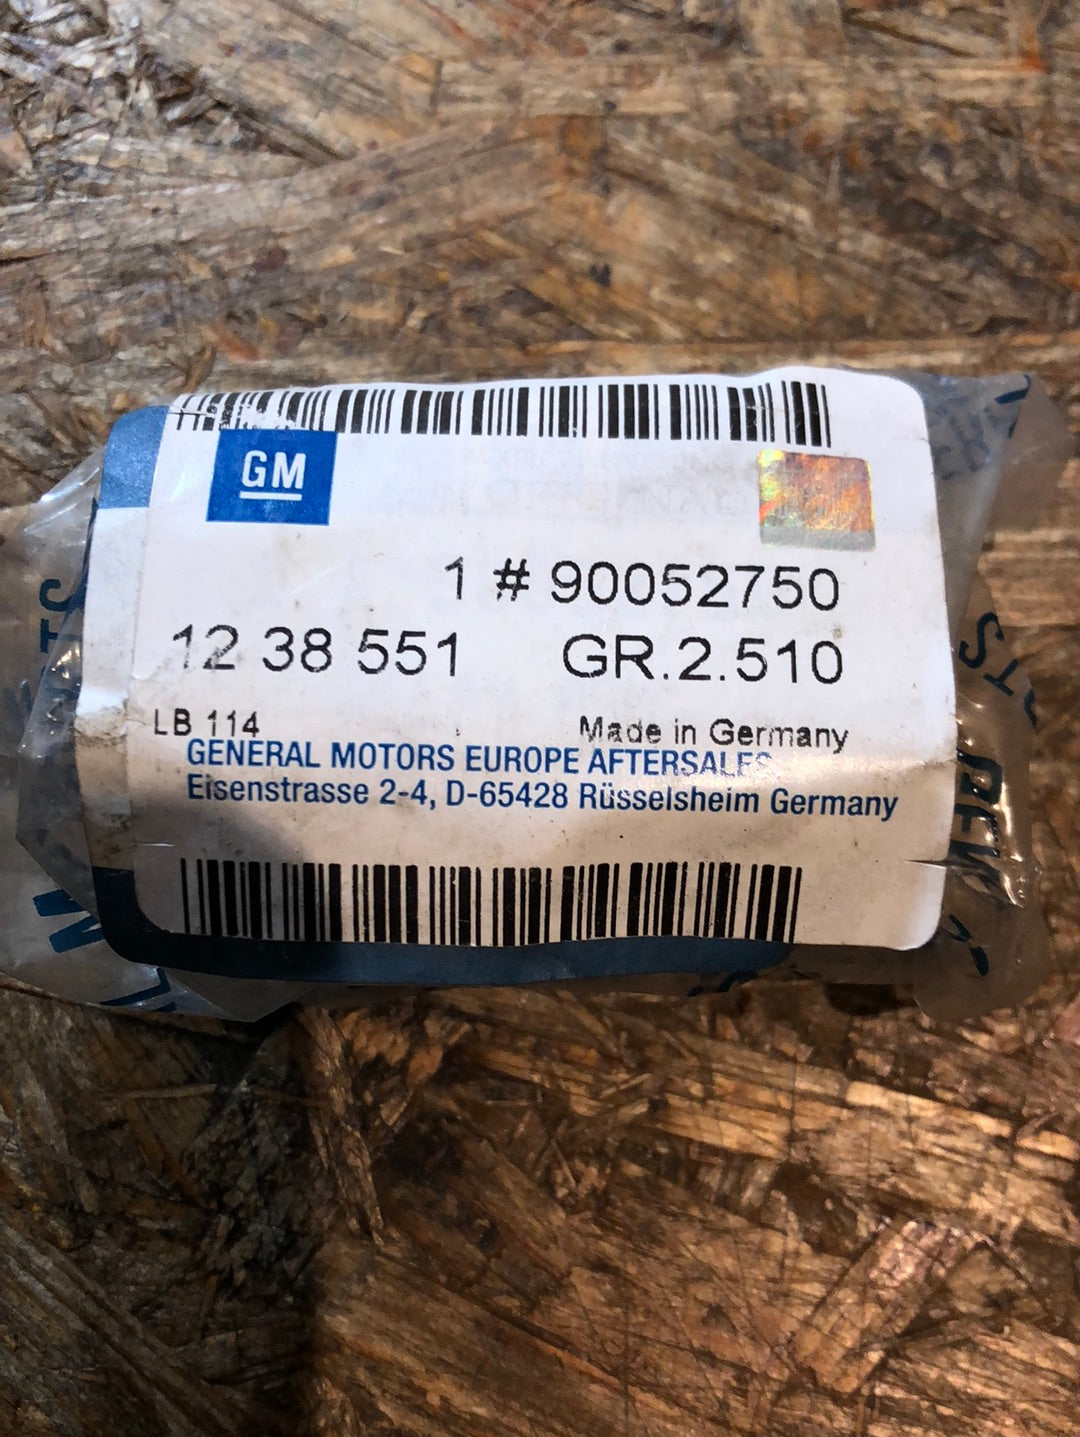 GM
1 # 90052750
12 38 551 GR.2.510
LB 114 Made in Germany
GENERAL MOTORS EUROPE AFTERSALES
Eisenstrasse 2-4, D-65428 Rüsselsheim Germany